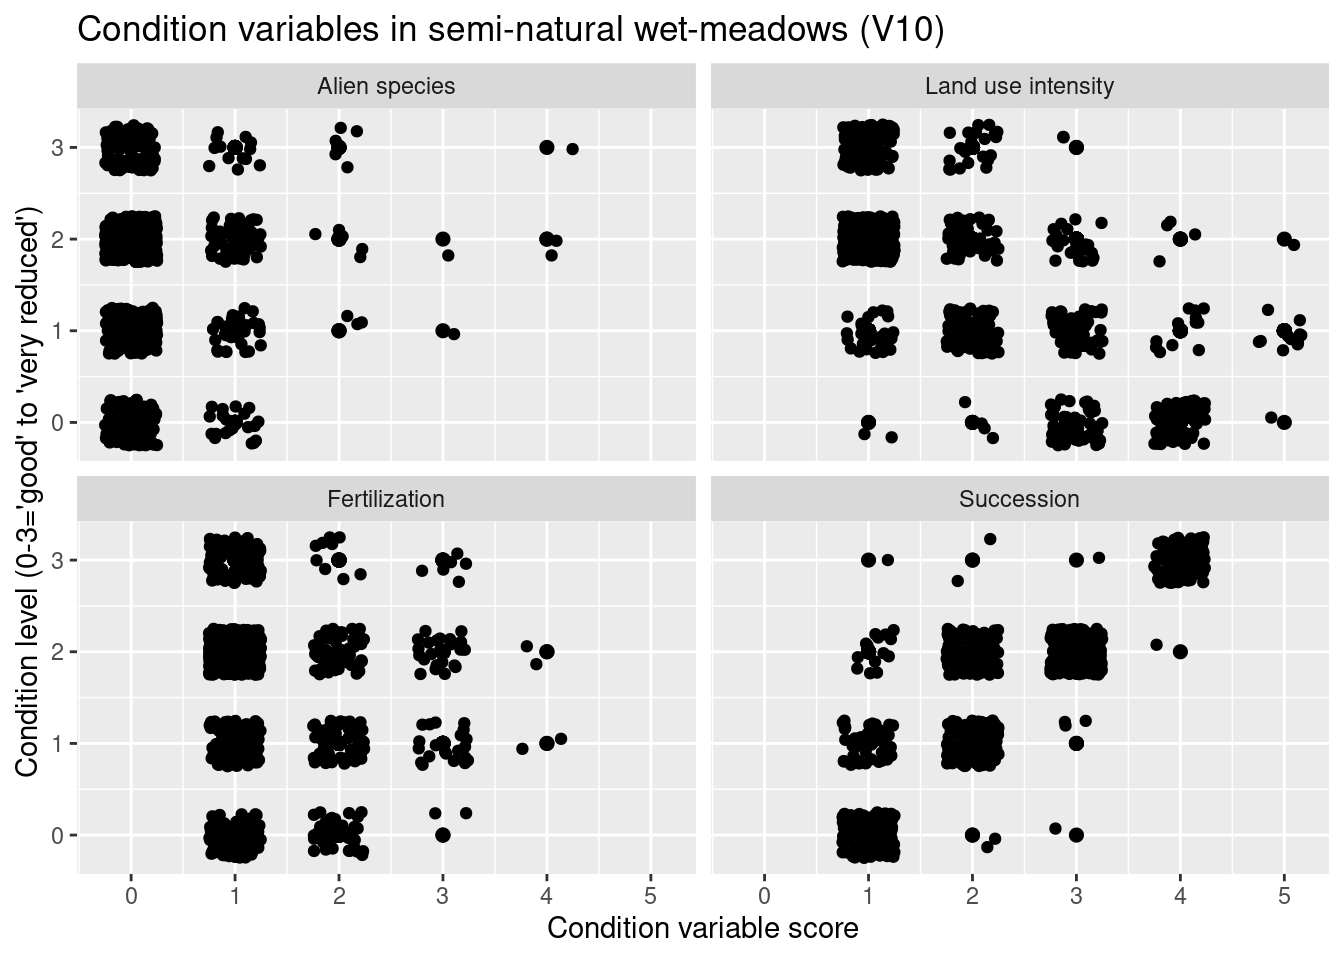 Condition variables in semi-natural wet-meadows (V10)
Alien species
Land use intensity
3
2
1
0
Fertilization
Succession
3
2
1
0
Condition level (0-3='good' to 'very reduced')
0 1 2 3 4 5
0 1 2 3 4 5
Condition variable score